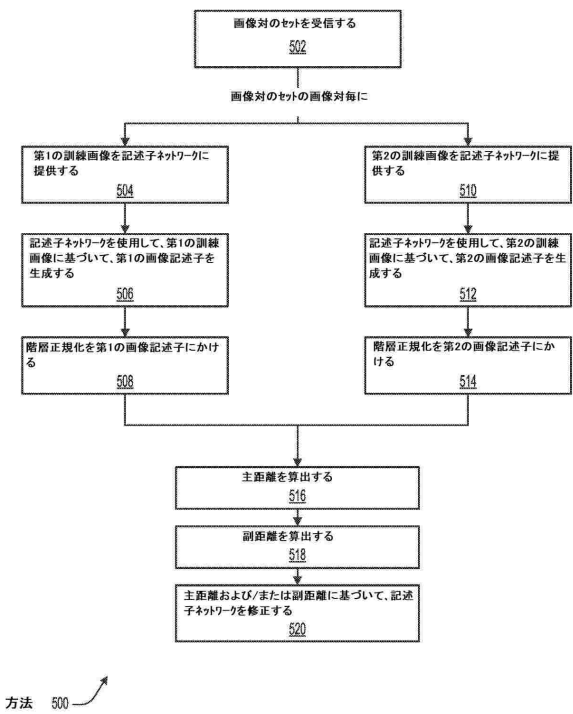 画像対のセットを受信する
502
画像対のセットの画像対毎に
第1の訓練画像を記述子ネットワークに
提供する
504
第2の訓練画像を記述子ネットワークに提
供する
510
記述子ネットワークを使用して、第1の訓練
画像に基づいて、第1の画像記述子を
生成する
506
記述子ネットワークを使用して、第2の訓練
画像に基づいて、第2の画像記述子を生
成する
512
階層正規化を第1の画像記述子にかけ
る
508
階層正規化を第2の画像記述子にか
ける
514
主距離を算出する
516
副距離を算出する
518
主距離および/または副距離に基づいて、記述
子ネットワークを修正する
520
方法 500